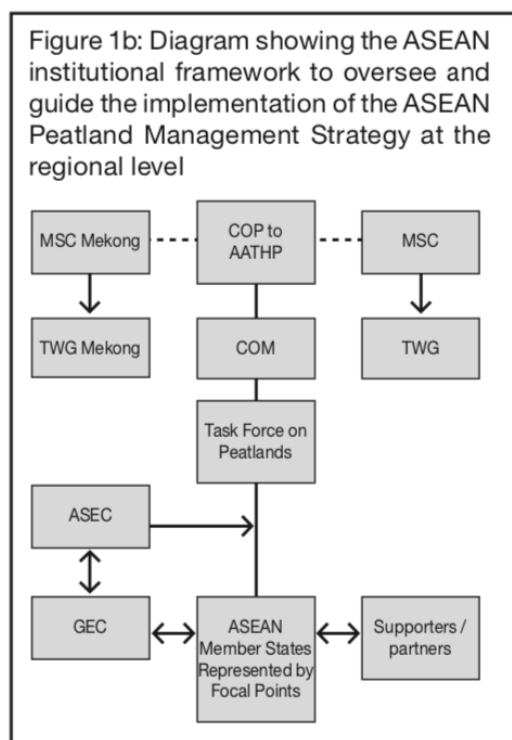 Figure 1b: Diagram showing the ASEAN
institutional framework to oversee and
guide the implementation of the ASEAN
Peatland Management Strategy at the
regional level
MSC Mekong
COP to
AATHP
MSC
TWG Mekong
COM
TWG
Task Force on
Peatlands
ASEC
GEC
ASEAN
Member States
Represented by
Focal Points
Supporters /
partners